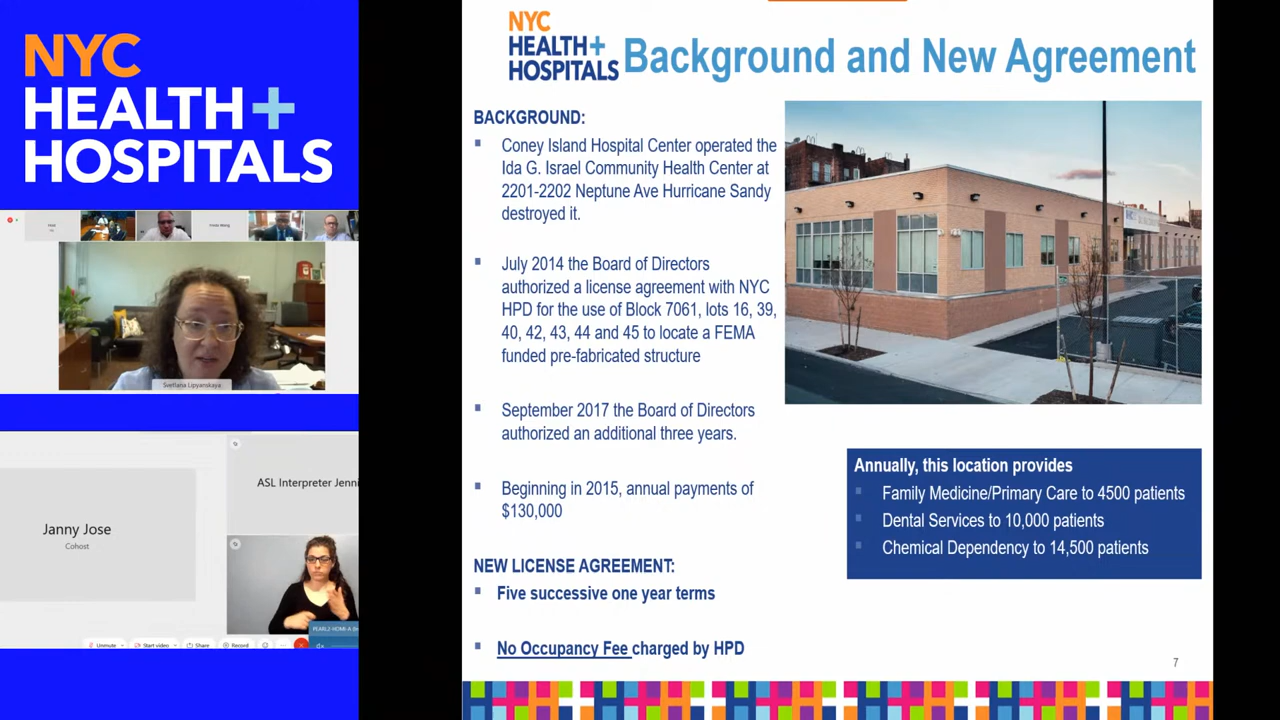 NYC
HEALTH+
HOSPITALS
Svetlana Lipyanskaya
Janny Jose
Cohost
ASL Interpreter Jenni
Unmute
Start video
Share
Record
NYC
HEALTH+
HOSPITALS
Background and New Agreement
BACKGROUND:
Coney Island Hospital Center operated the
Ida G. Israel Community Health Center at
2201-2202 Neptune Ave Hurricane Sandy
destroyed it.
July 2014 the Board of Directors
authorized a license agreement with NYC
HPD for the use of Block 7061, lots 16, 39,
40, 42, 43, 44 and 45 to locate a FEMA
funded pre-fabricated structure
September 2017 the Board of Directors
authorized an additional three years.
Beginning in 2015, annual payments of
$130,000
NEW LICENSE AGREEMENT:
Five successive one year terms
No Occupancy Fee charged by HPD
Annually, this location provides
Family Medicine/Primary Care to 4500 patients
Dental Services to 10,000 patients
Chemical Dependency to 14,500 patients
7